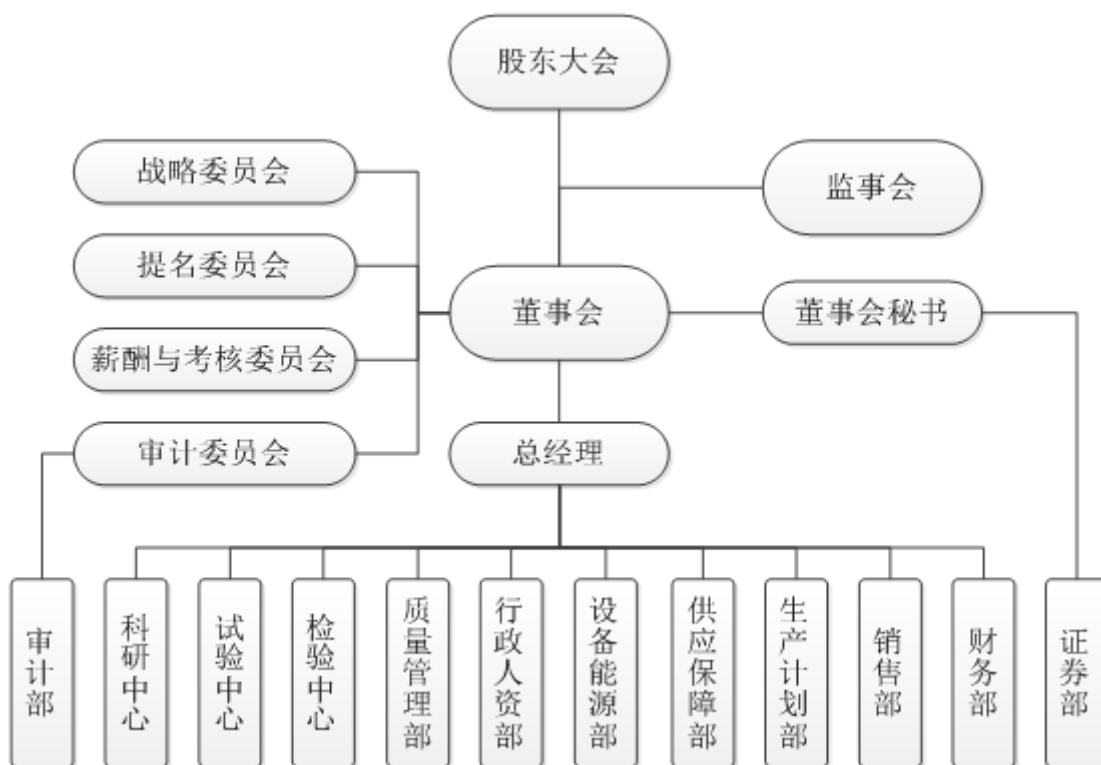 股东大会
战略委员会
监事会
提名委员会
董事会
董事会秘书
薪酬与考核委员会
审计委员会
总经理
审计部
科研中心
试验中心
检验中心
质量管理部
行政人资部
设备能源部
供应保障部
生产计划部
销售部
财务部
证券部